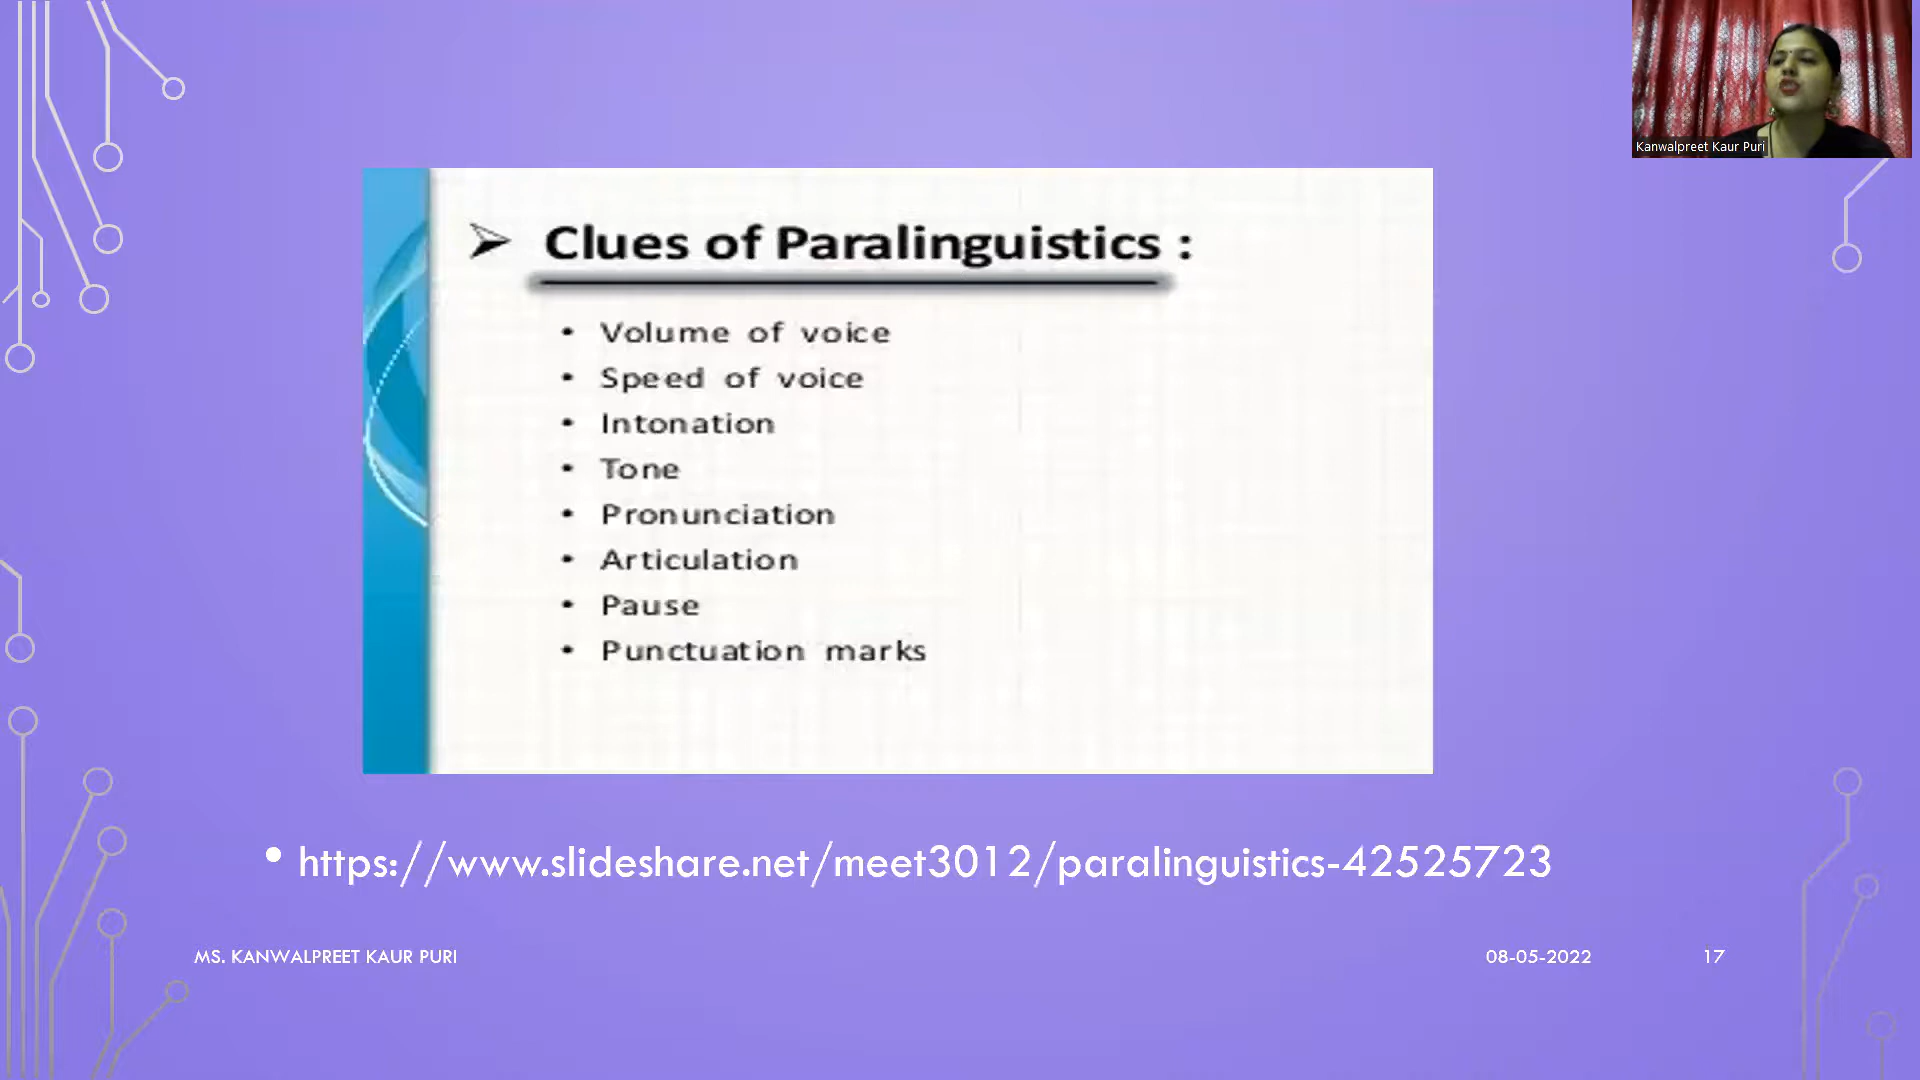 Kanwalpreet Kaur Puri
Clues of Paralinguistics :
• Volume of voice
• Speed of voice
• Intonation
• Tone
• Pronunciation
• Articulation
• Pause
• Punctuation marks
• https://www.slideshare.net/meet3012/paralinguistics-42525723
MS. KANWALPREET KAUR PURI
08-05-2022
17